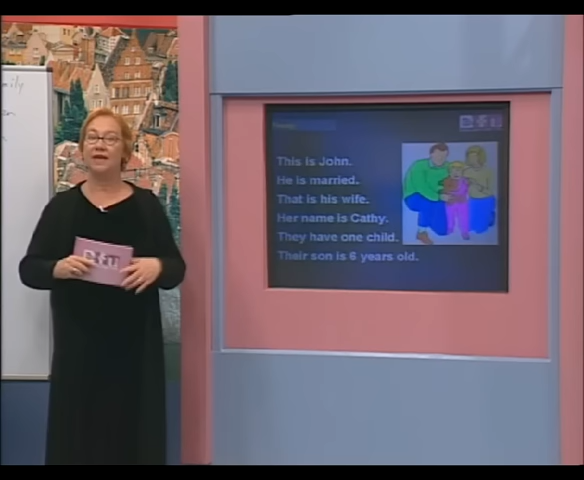 This is John.
He is married.
That is his wife.
Her name is Cathy.
They have one child.
Their son is 6 years old.